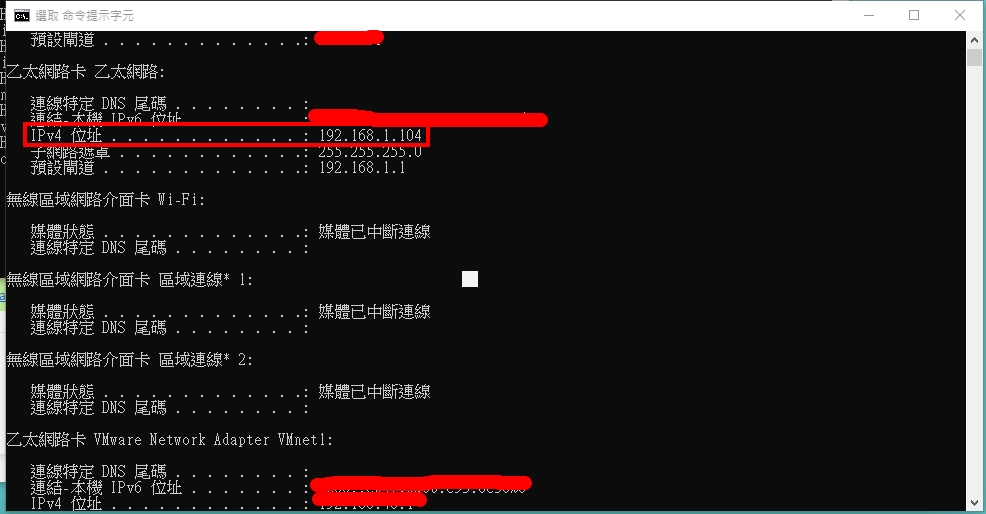 選取 命令提示字元
預設閘道 . . . . . . . . . . . . .:
乙太網路卡 乙太網路:
連線特定 DNS 尾碼 . . . . . . . . :
連結-本機 IPv6 位址 . . . . . . . :
IPv4 位址 . . . . . . . . . . . . : 192.168.1.104
子網路遮罩 . . . . . . . . . . . .: 255.255.255.0
預設閘道 . . . . . . . . . . . . .: 192.168.1.1
無線區域網路介面卡 Wi-Fi:
媒體狀態 . . . . . . . . . . . . .: 媒體已中斷連線
連線特定 DNS 尾碼 . . . . . . . . :
無線區域網路介面卡 區域連線* 1:
媒體狀態 . . . . . . . . . . . . .: 媒體已中斷連線
連線特定 DNS 尾碼 . . . . . . . . :
無線區域網路介面卡 區域連線* 2:
媒體狀態 . . . . . . . . . . . . .: 媒體已中斷連線
連線特定 DNS 尾碼 . . . . . . . . :
乙太網路卡 VMware Network Adapter VMnet1:
連線特定 DNS 尾碼 . . . . . . . . :
連結-本機 IPv6 位址 . . . . . . . :
IPv4 位址 . . . . . . . . . . . . :